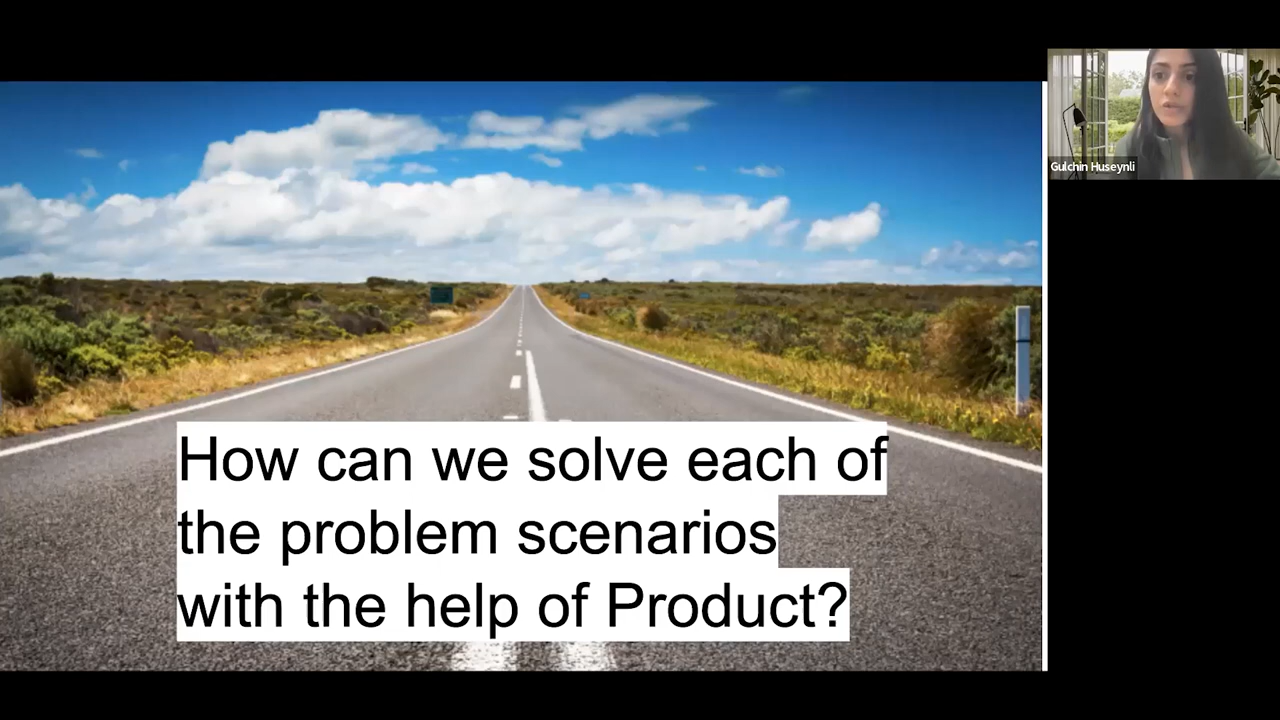 Gulchin Huseynli
How can we solve each of
the problem scenarios
with the help of Product?